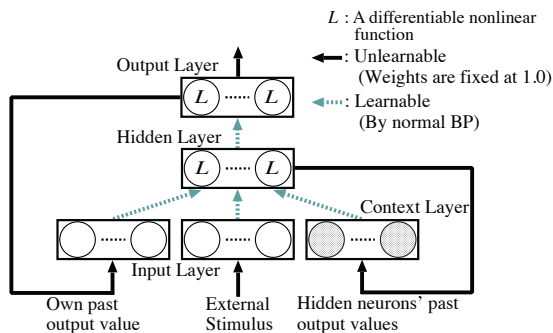 L : A differentiable nonlinear
function
: Unlearnable
(Weights are fixed at 1.0)
: Learnable
(By normal BP)
Output Layer
L ...... L
Hidden Layer
L ...... L
Context Layer
......
......
......
Input Layer
Own past
output value
External
Stimulus
Hidden neurons' past
output values